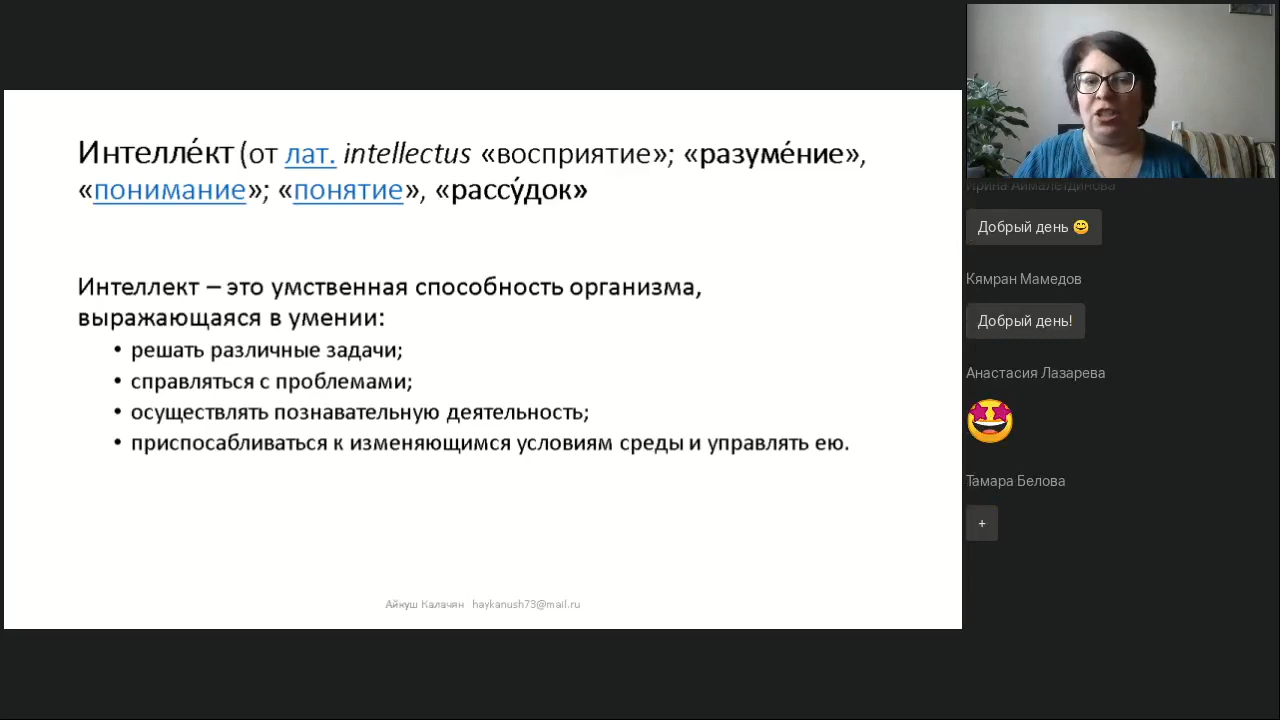 Интелле́кт (от лат. intellectus «восприятие»; «разуме́ние»,
«понимание»; «понятие», «рассу́док»
Интеллект – это умственная способность организма,
выражающаяся в умении:
• решать различные задачи;
• справляться с проблемами;
• осуществлять познавательную деятельность;
• приспосабливаться к изменяющимся условиям среды и управлять ею.
Айкуш Калачян haykanush73@mail.ru
Ирина Аймалетдинова
Добрый день 😊
Кямран Мамедов
Добрый день!
Анастасия Лазарева
Тамара Белова
+